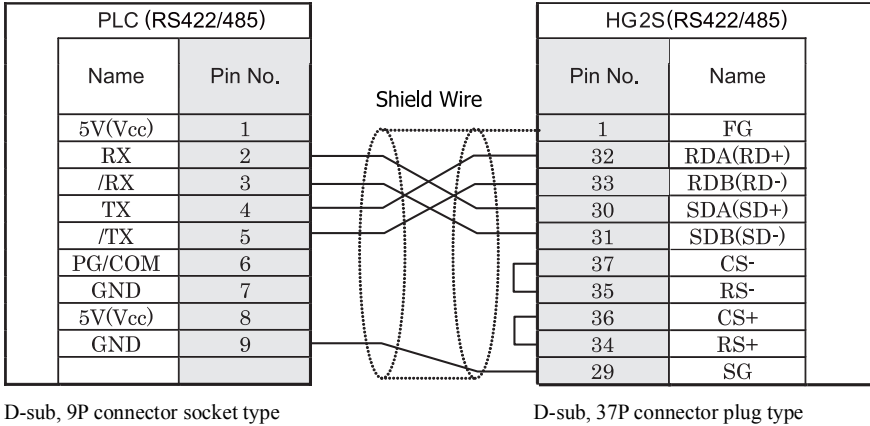 PLC (RS422/485)
HG2S(RS422/485)
Name Pin No.
Pin No. Name
Shield Wire
5V(Vcc) 1 1 FG
RX 2 32 RDA(RD+)
/RX 3 33 RDB(RD-)
TX 4 30 SDA(SD+)
/TX 5 31 SDB(SD-)
PG/COM 6 37 CS-
GND 7 35 RS-
5V(Vcc) 8 36 CS+
GND 9 34 RS+
29 SG
D-sub, 9P connector socket type
D-sub, 37P connector plug type